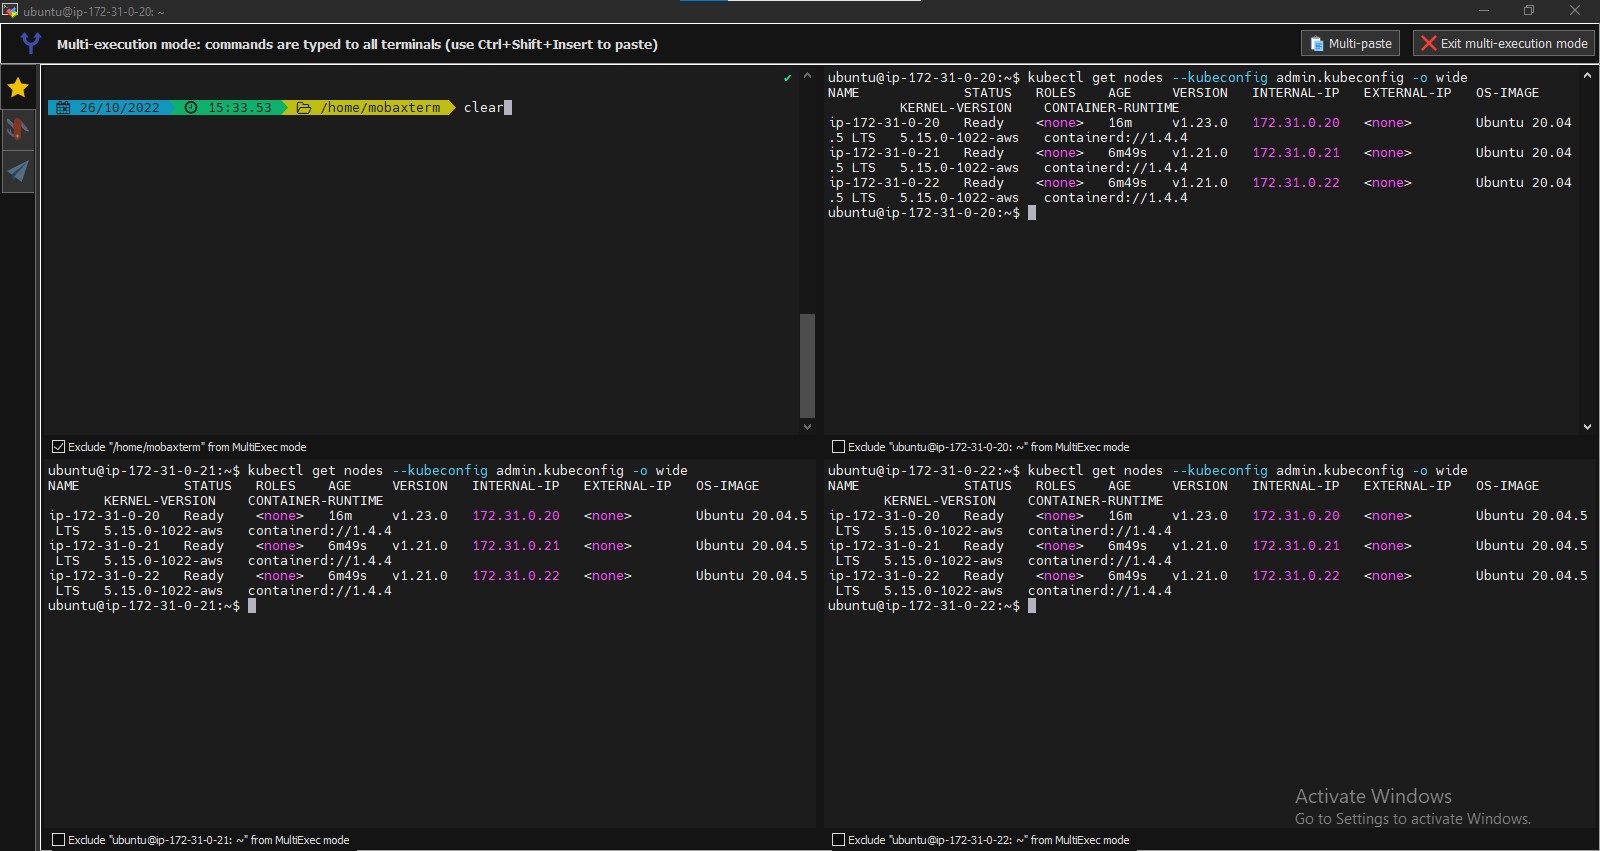 ubuntu@ip-172-31-0-20: ~
Multi-execution mode: commands are typed to all terminals (use Ctrl+Shift+Insert to paste)
Multi-paste
Exit multi-execution mode
26/10/2022 15:33.53 /home/mobaxterm clear
✔
Exclude "/home/mobaxterm" from MultiExec mode
ubuntu@ip-172-31-0-20:~$ kubectl get nodes --kubeconfig admin.kubeconfig -o wide
NAME STATUS ROLES AGE VERSION INTERNAL-IP EXTERNAL-IP OS-IMAGE
KERNEL-VERSION CONTAINER-RUNTIME
ip-172-31-0-20 Ready <none> 16m v1.23.0 172.31.0.20 <none> Ubuntu 20.04
.5 LTS 5.15.0-1022-aws containerd://1.4.4
ip-172-31-0-21 Ready <none> 6m49s v1.21.0 172.31.0.21 <none> Ubuntu 20.04
.5 LTS 5.15.0-1022-aws containerd://1.4.4
ip-172-31-0-22 Ready <none> 6m49s v1.21.0 172.31.0.22 <none> Ubuntu 20.04
.5 LTS 5.15.0-1022-aws containerd://1.4.4
ubuntu@ip-172-31-0-20:~$
Exclude "ubuntu@ip-172-31-0-20: ~" from MultiExec mode
ubuntu@ip-172-31-0-21:~$ kubectl get nodes --kubeconfig admin.kubeconfig -o wide
NAME STATUS ROLES AGE VERSION INTERNAL-IP EXTERNAL-IP OS-IMAGE
KERNEL-VERSION CONTAINER-RUNTIME
ip-172-31-0-20 Ready <none> 16m v1.23.0 172.31.0.20 <none> Ubuntu 20.04.5
LTS 5.15.0-1022-aws containerd://1.4.4
ip-172-31-0-21 Ready <none> 6m49s v1.21.0 172.31.0.21 <none> Ubuntu 20.04.5
LTS 5.15.0-1022-aws containerd://1.4.4
ip-172-31-0-22 Ready <none> 6m49s v1.21.0 172.31.0.22 <none> Ubuntu 20.04.5
LTS 5.15.0-1022-aws containerd://1.4.4
ubuntu@ip-172-31-0-21:~$
Exclude "ubuntu@ip-172-31-0-21: ~" from MultiExec mode
ubuntu@ip-172-31-0-22:~$ kubectl get nodes --kubeconfig admin.kubeconfig -o wide
NAME STATUS ROLES AGE VERSION INTERNAL-IP EXTERNAL-IP OS-IMAGE
KERNEL-VERSION CONTAINER-RUNTIME
ip-172-31-0-20 Ready <none> 16m v1.23.0 172.31.0.20 <none> Ubuntu 20.04.5
LTS 5.15.0-1022-aws containerd://1.4.4
ip-172-31-0-21 Ready <none> 6m49s v1.21.0 172.31.0.21 <none> Ubuntu 20.04.5
LTS 5.15.0-1022-aws containerd://1.4.4
ip-172-31-0-22 Ready <none> 6m49s v1.21.0 172.31.0.22 <none> Ubuntu 20.04.5
LTS 5.15.0-1022-aws containerd://1.4.4
ubuntu@ip-172-31-0-22:~$
Activate Windows
Go to Settings to activate Windows.
Exclude "ubuntu@ip-172-31-0-22: ~" from MultiExec mode